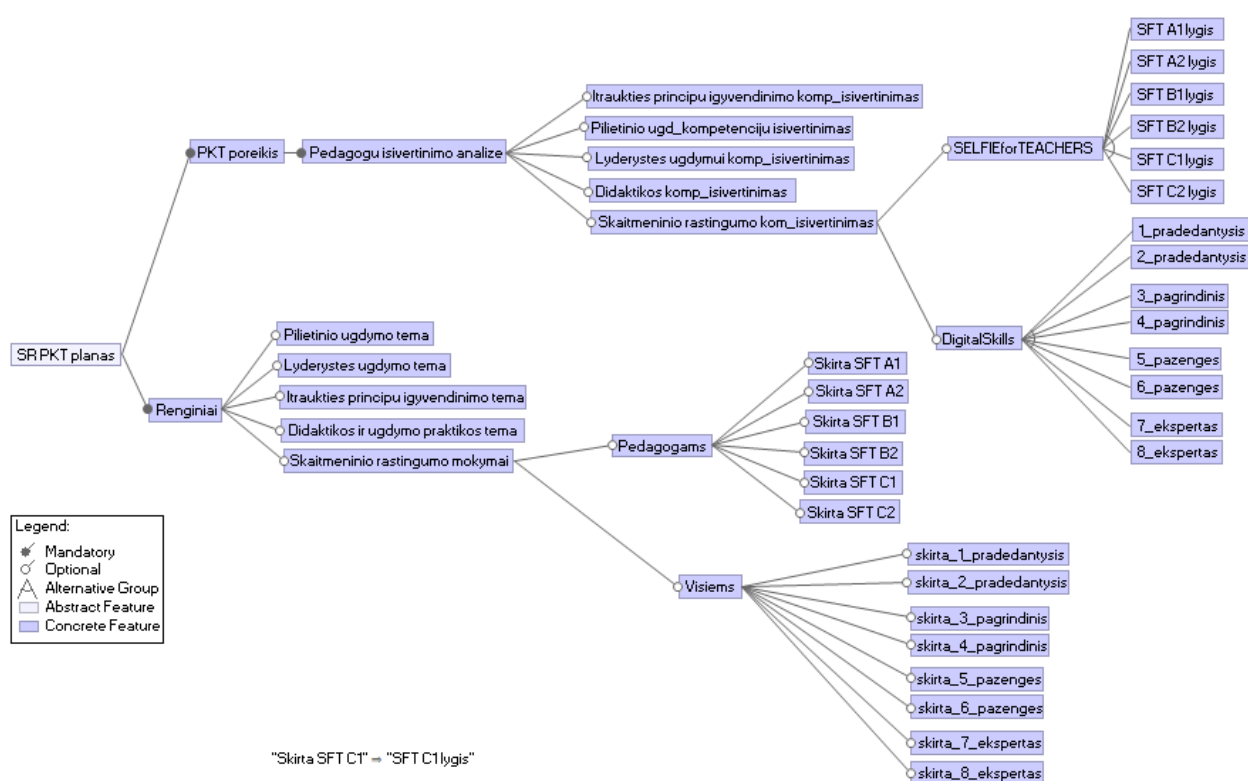 SFT A1 lygis
SFT A2 lygis
SFT B1 lygis
SFT B2 lygis
SFT C1 lygis
SFT C2 lygis
Itraukties principu igyvendinimo komp_isivertinimas
Pilietinio ugd_kompetenciju isivertinimas
Lyderystes ugdymui komp_isivertinimas
Didaktikos komp_isivertinimas
Skaitmeninio rastingumo kom_isivertinimas
PKT poreikis
Pedagogu isivertinimo analize
SELFIEforTEACHERS
1_pradedantysis
2_pradedantysis
3_pagrindinis
4_pagrindinis
5_pazenges
6_pazenges
7_ekspertas
8_ekspertas
DigitalSkills
SR PKT planas
Renginiai
Pilietinio ugdymo tema
Lyderystes ugdymo tema
Itraukties principu igyvendinimo tema
Didaktikos ir ugdymo praktikos tema
Skaitmeninio rastingumo mokymai
Pedagogams
Skirta SFT A1
Skirta SFT A2
Skirta SFT B1
Skirta SFT B2
Skirta SFT C1
Skirta SFT C2
Visiems
skirta_1_pradedantysis
skirta_2_pradedantysis
skirta_3_pagrindinis
skirta_4_pagrindinis
skirta_5_pazenges
skirta_6_pazenges
skirta_7_ekspertas
skirta_8_ekspertas
Legend:
Mandatory
Optional
Alternative Group
Abstract Feature
Concrete Feature
"Skirta SFT C1" ⇒ "SFT C1 lygis"